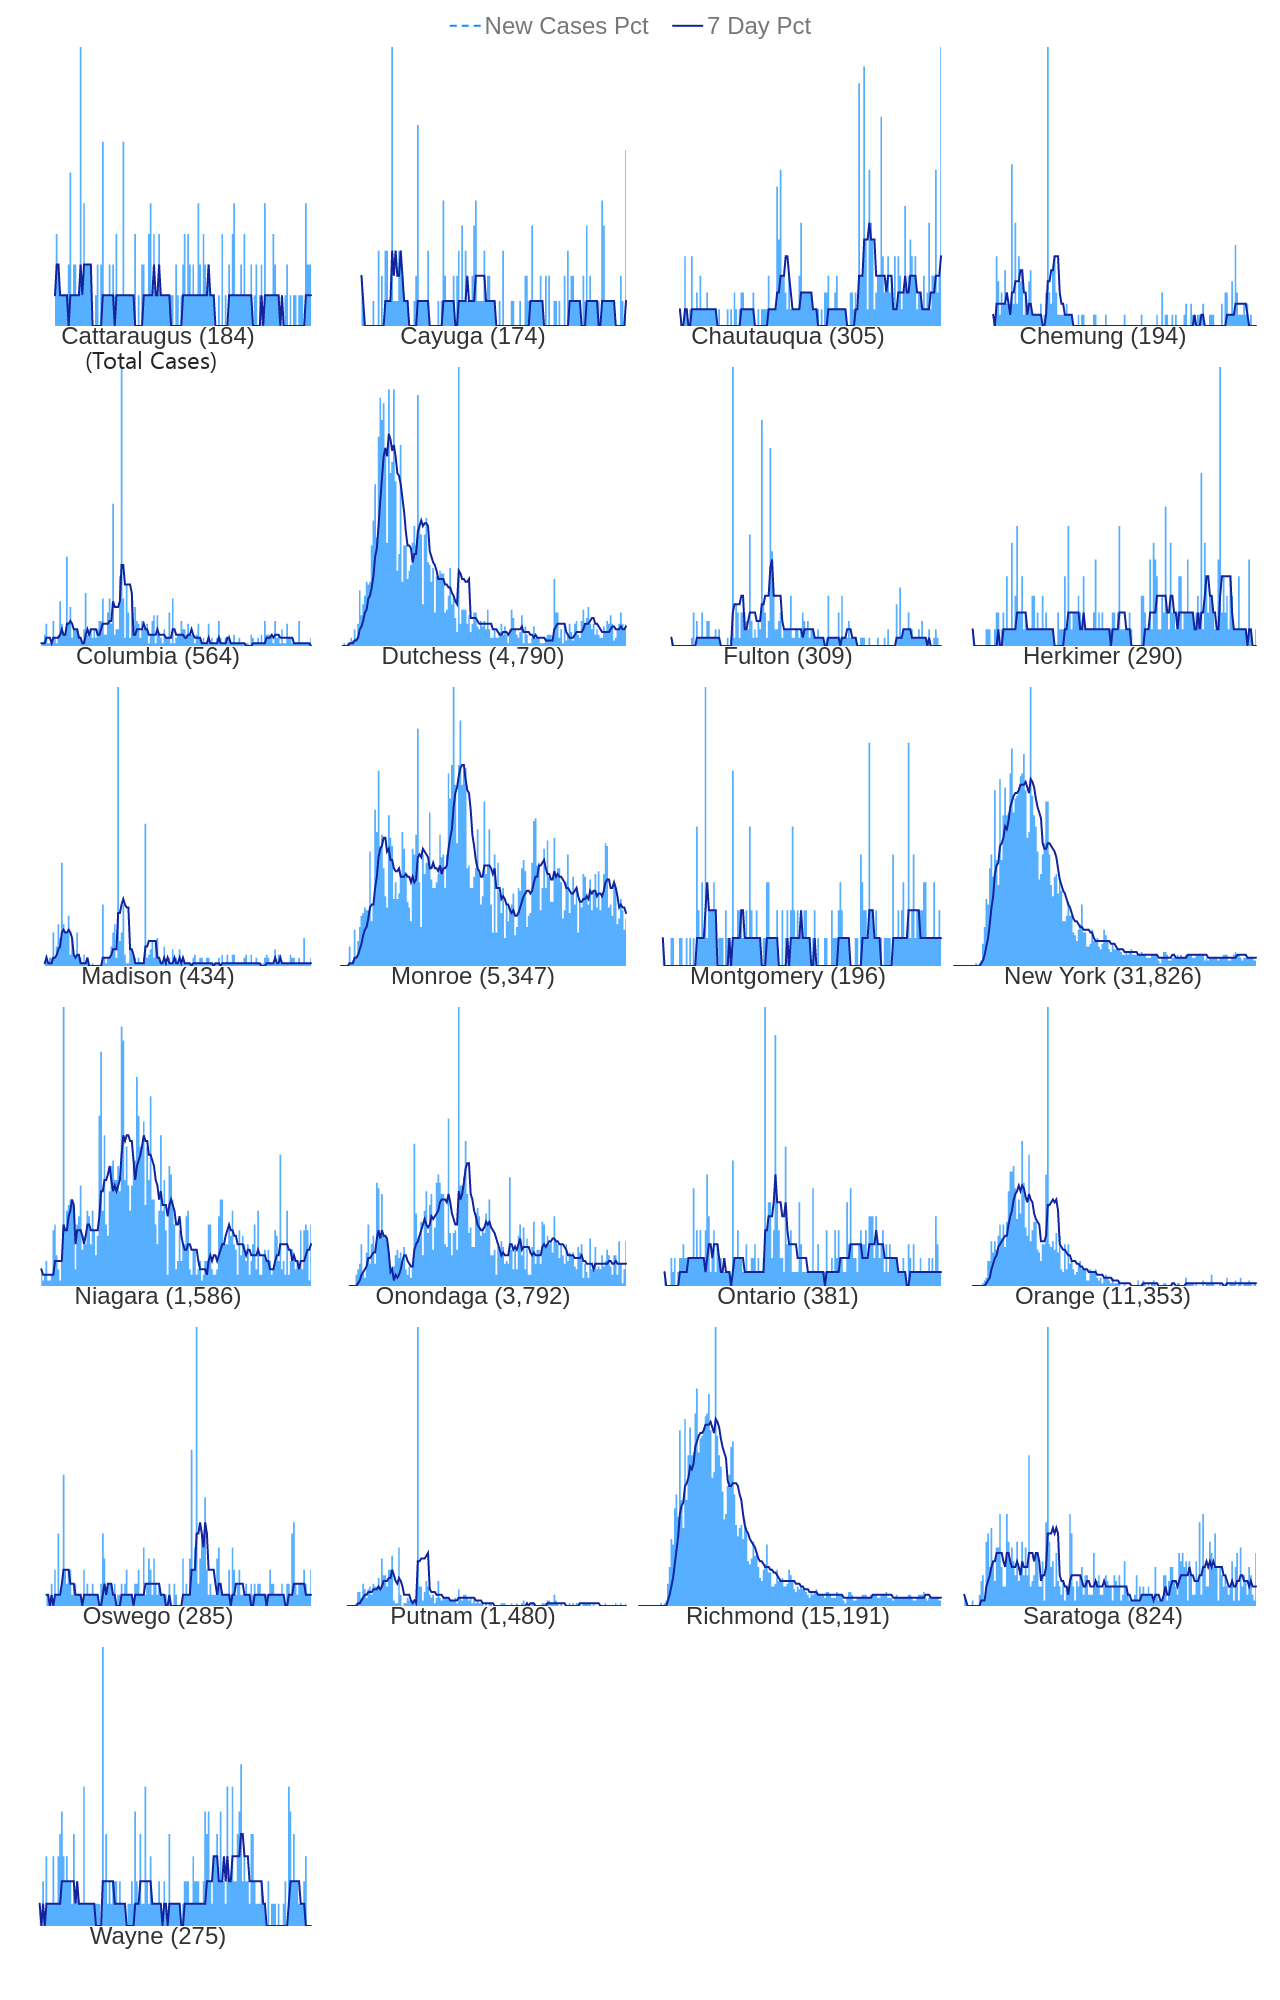 New Cases Pct 7 Day Pct
Cattaraugus (184) Cayuga (174) Chautauqua (305) Chemung (194)
(Total Cases)
Columbia (564) Dutchess (4,790) Fulton (309) Herkimer (290)
Madison (434) Monroe (5,347) Montgomery (196) New York (31,826)
Niagara (1,586) Onondaga (3,792) Ontario (381) Orange (11,353)
Oswego (285) Putnam (1,480) Richmond (15,191) Saratoga (824)
Wayne (275)